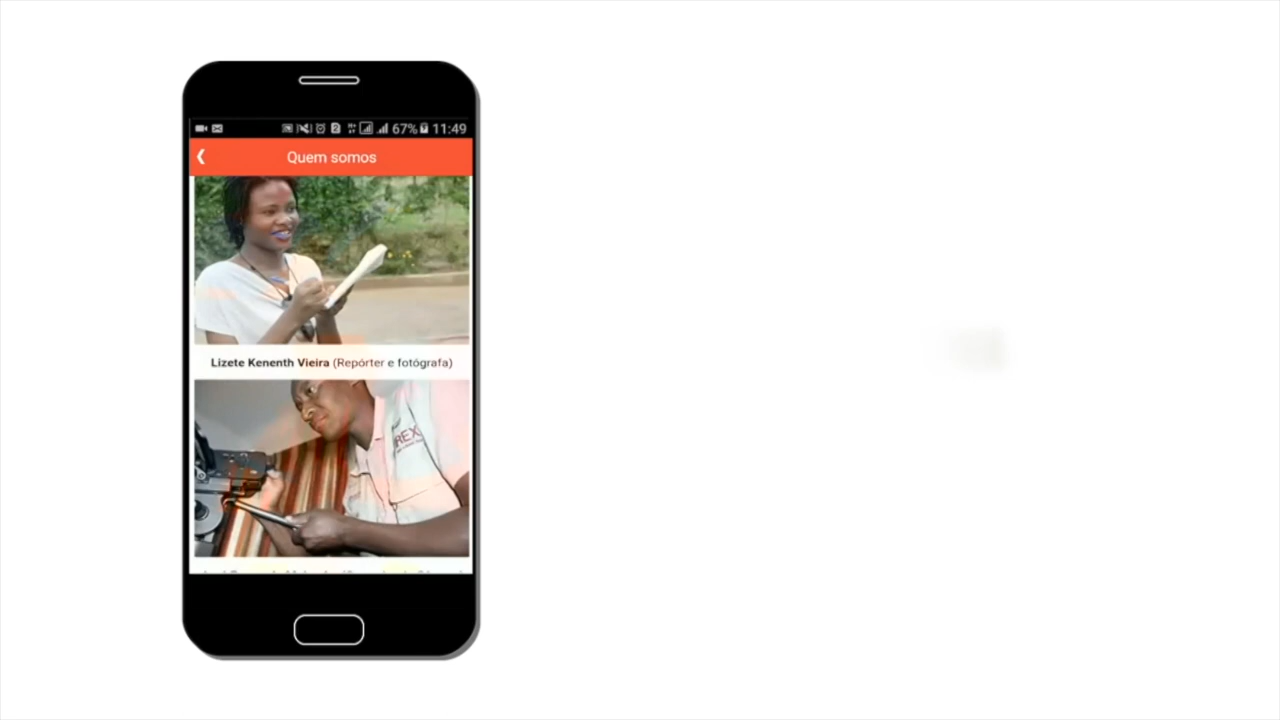 67% 11:49
Quem somos
Lizete Kenenth Vieira (Repórter e fotógrafa)
REX